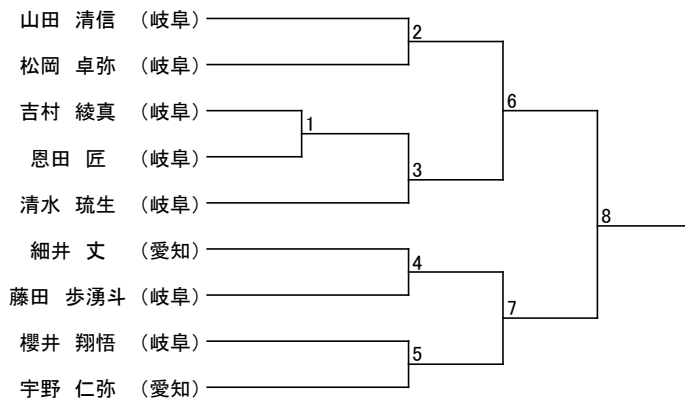 山田 清信 (岐阜)
2
松岡 卓弥 (岐阜)
6
吉村 綾真 (岐阜)
1
恩田 匠 (岐阜)
3
清水 琉生 (岐阜)
8
細井 丈 (愛知)
4
藤田 歩湧斗 (岐阜)
7
櫻井 翔悟 (岐阜)
5
宇野 仁弥 (愛知)